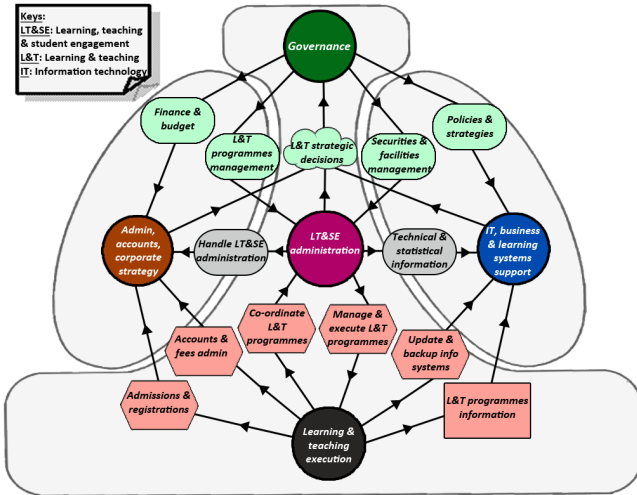 Keys:
LT&SE: Learning, teaching
& student engagement
L&T: Learning & teaching
IT: Information technology
Governance
Finance &
budget
L&T
programmes
management
L&T strategic
decisions
Securities &
facilities
management
Policies &
strategies
Admin,
accounts,
corporate
strategy
Handle LT&SE
administration
LT&SE
administration
Technical &
statistical
information
IT, business
& learning
systems
support
Accounts &
fees admin
Co-ordinate
L&T
programmes
Manage &
execute L&T
programmes
Update &
backup info
systems
Admissions &
registrations
L&T programmes
information
Learning &
teaching
execution